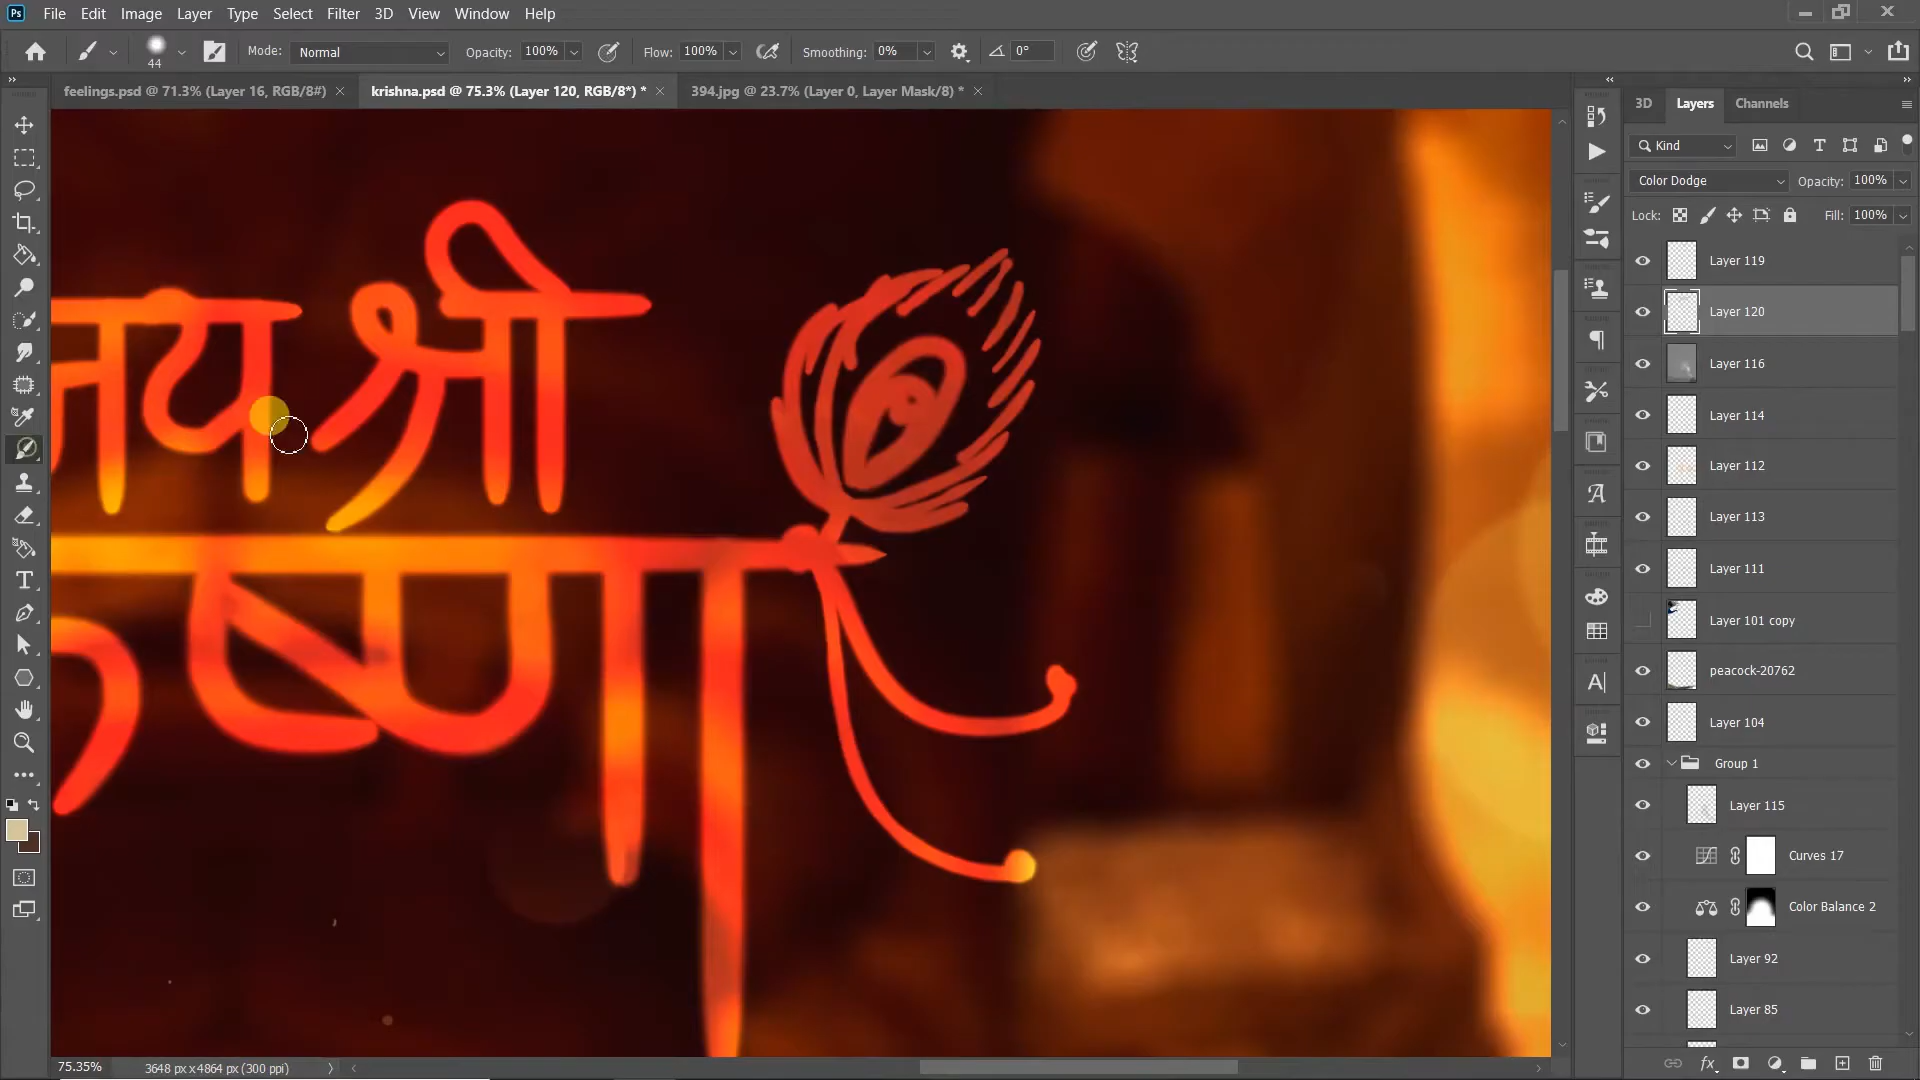 Ps File Edit Image Layer Type Select Filter 3D View Window Help
44 Mode: Normal Opacity: 100% Flow: 100% Smoothing: 0% 0°
feelings.psd @ 71.3% (Layer 16, RGB/8#) krishna.psd @ 75.3% (Layer 120, RGB/8*) * 394.jpg @ 23.7% (Layer 0, Layer Mask/8) *
3D Layers Channels
Kind
Color Dodge Opacity: 100%
Lock: Fill: 100%
Layer 119
Layer 120
Layer 116
Layer 114
Layer 112
Layer 113
Layer 111
Layer 101 copy
peacock-20762
Layer 104
Group 1
Layer 115
Curves 17
Color Balance 2
Layer 92
Layer 85
जय श्री
कृष्णा
75.35% 3648 px x 4864 px (300 ppi)